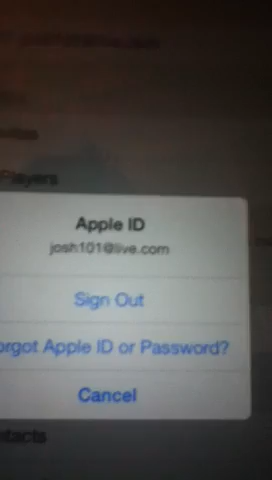 Players
Apple ID
josh101@live.com
Sign Out
orgot Apple ID or Password?
Cancel
ntacts